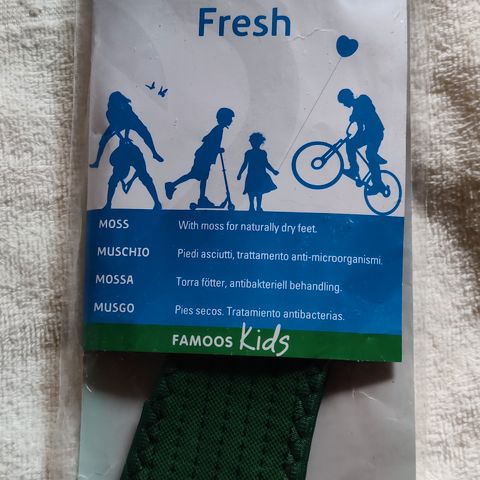 Fresh
MOSS With moss for naturally dry feet.
MUSCHIO Piedi asciutti, trattamento anti-microorganismi.
MOSSA Torra fötter, antibakteriell behandling.
MUSGO Pies secos. Tratamiento antibacterias.
FAMOOS Kids